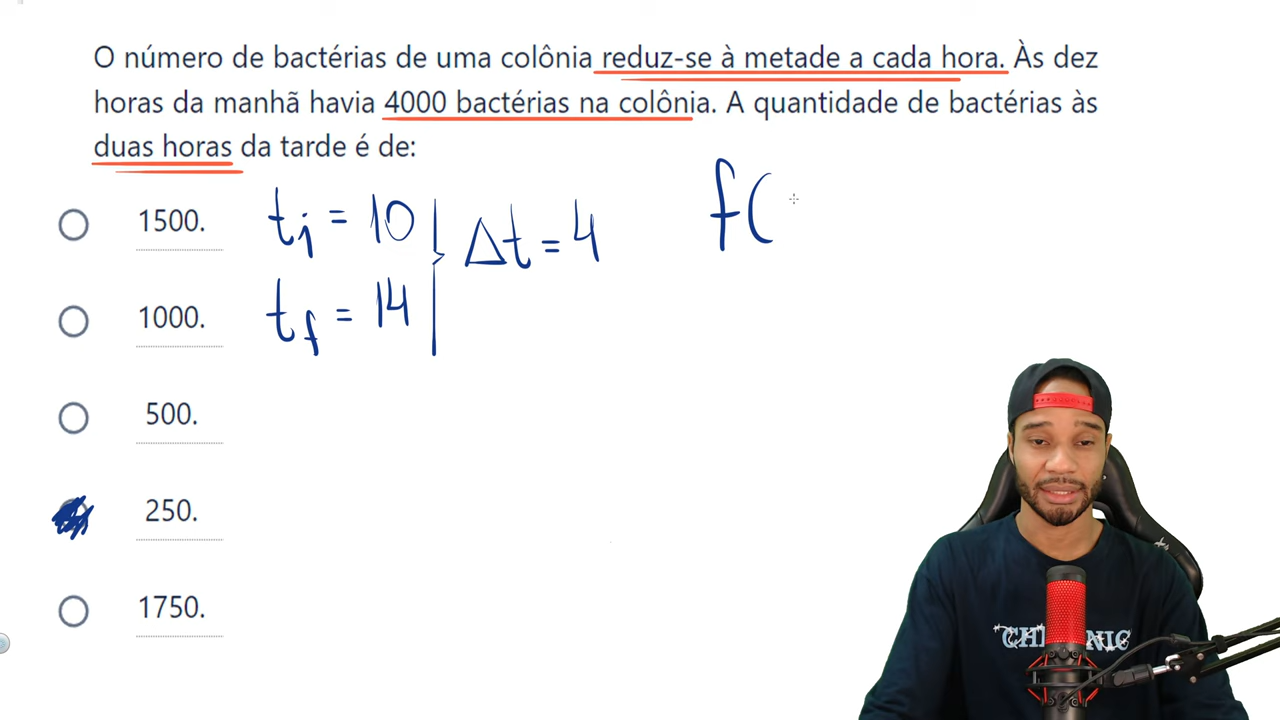 O número de bactérias de uma colônia reduz-se à metade a cada hora. Às dez
horas da manhã havia 4000 bactérias na colônia. A quantidade de bactérias às
duas horas da tarde é de:
1500.
1000.
500.
250.
1750.
ti = 10
tf = 14
Δt = 4
f(